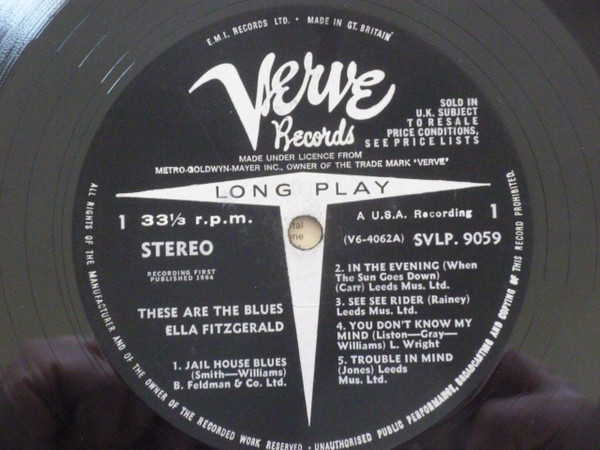 E.M.I. RECORDS LTD. • MADE IN GT. BRITAIN
Verve
Records
SOLD IN
U.K. SUBJECT
TO RESALE
PRICE CONDITIONS,
SEE PRICE LISTS
MADE UNDER LICENCE FROM
METRO-GOLDWYN-MAYER INC., OWNER OF THE TRADE MARK "VERVE"
LONG PLAY
1 33⅓ r.p.m.
STEREO
RECORDING FIRST
PUBLISHED 1964
THESE ARE THE BLUES
ELLA FITZGERALD
1. JAIL HOUSE BLUES
(Smith—Williams)
B. Feldman & Co. Ltd.
A U.S.A. Recording 1
(V6-4062A) SVLP. 9059
2. IN THE EVENING (When
The Sun Goes Down)
(Carr) Leeds Mus. Ltd.
3. SEE SEE RIDER (Rainey)
Leeds Mus. Ltd.
4. YOU DON'T KNOW MY
MIND (Liston—Gray—
Williams) L. Wright
5. TROUBLE IN MIND
(Jones) Leeds
Mus. Ltd.
ALL RIGHTS OF THE MANUFACTURER AND OF THE OWNER OF THE RECORDED WORK RESERVED • UNAUTHORISED PUBLIC PERFORMANCE, BROADCASTING AND COPYING OF THIS RECORD PROHIBITED.